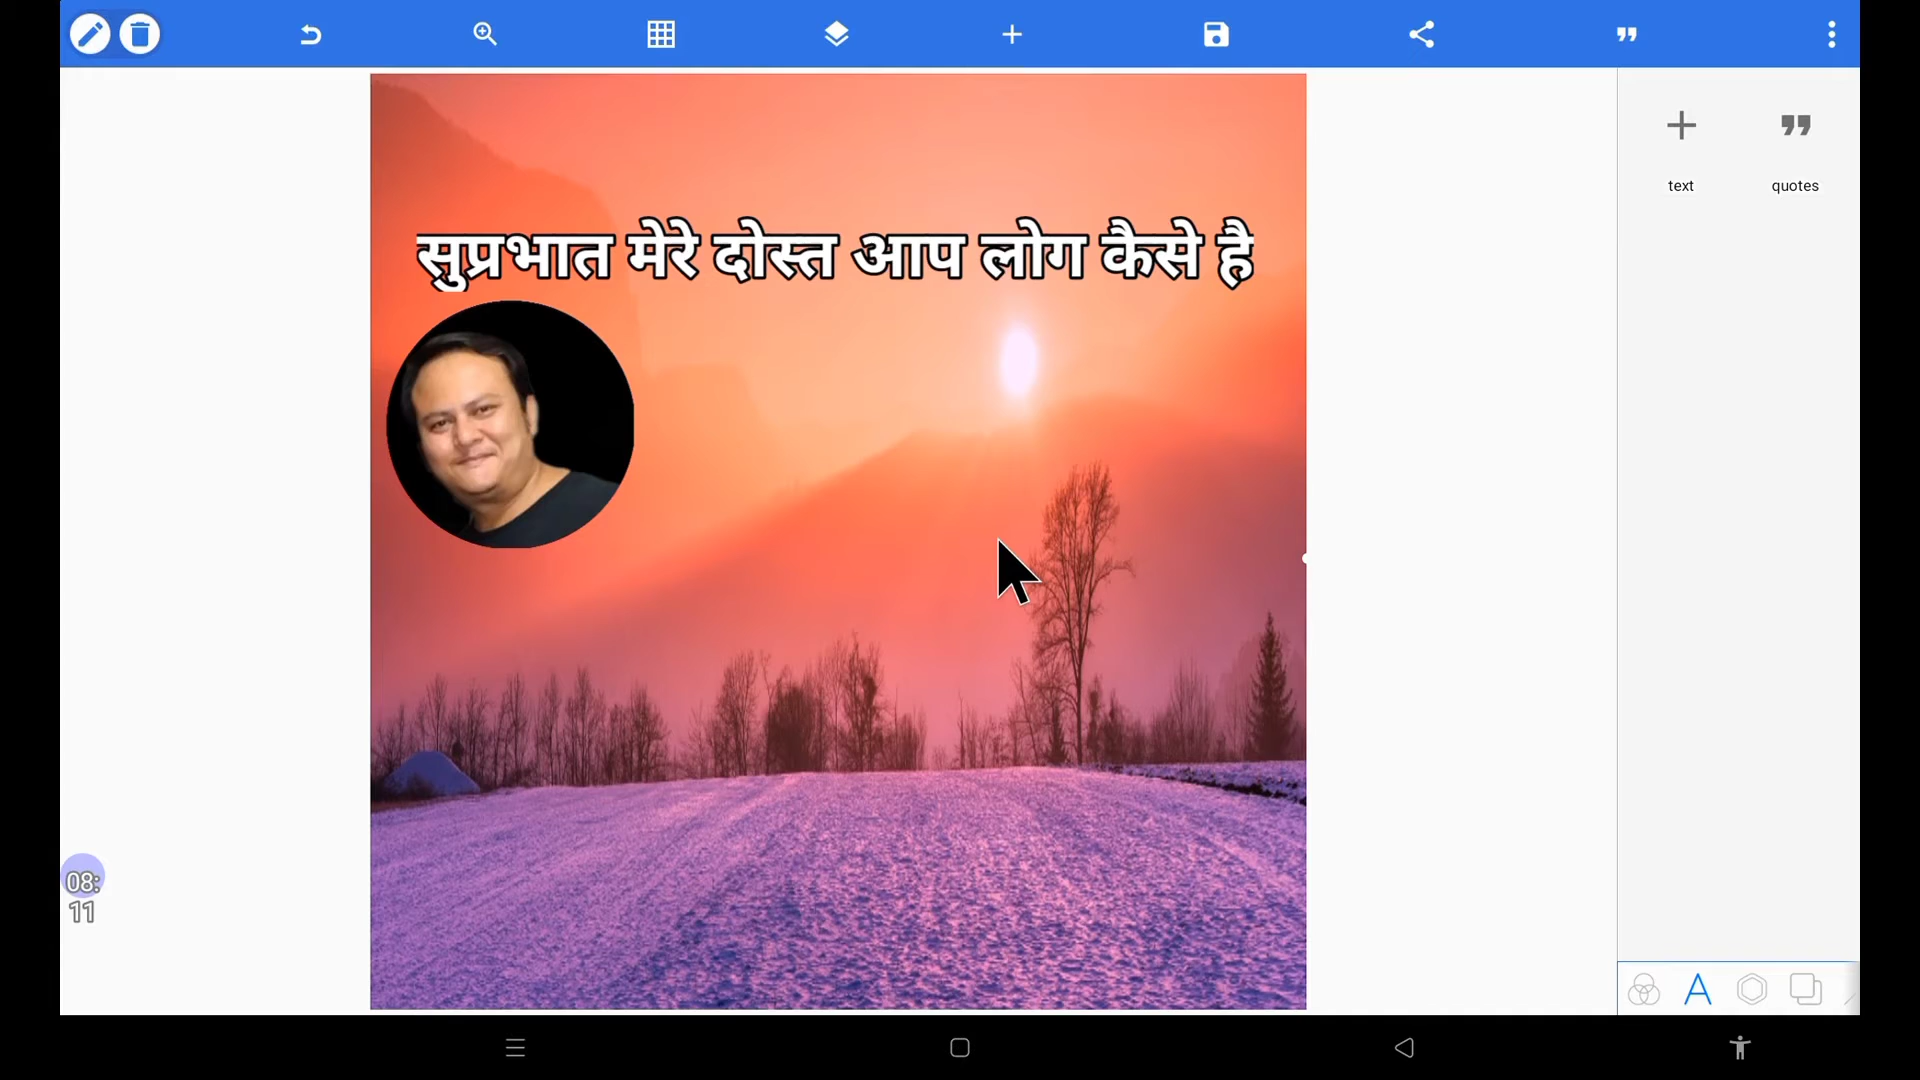 text
quotes
सुप्रभात मेरे दोस्त आप लोग कैसे है
08:
11